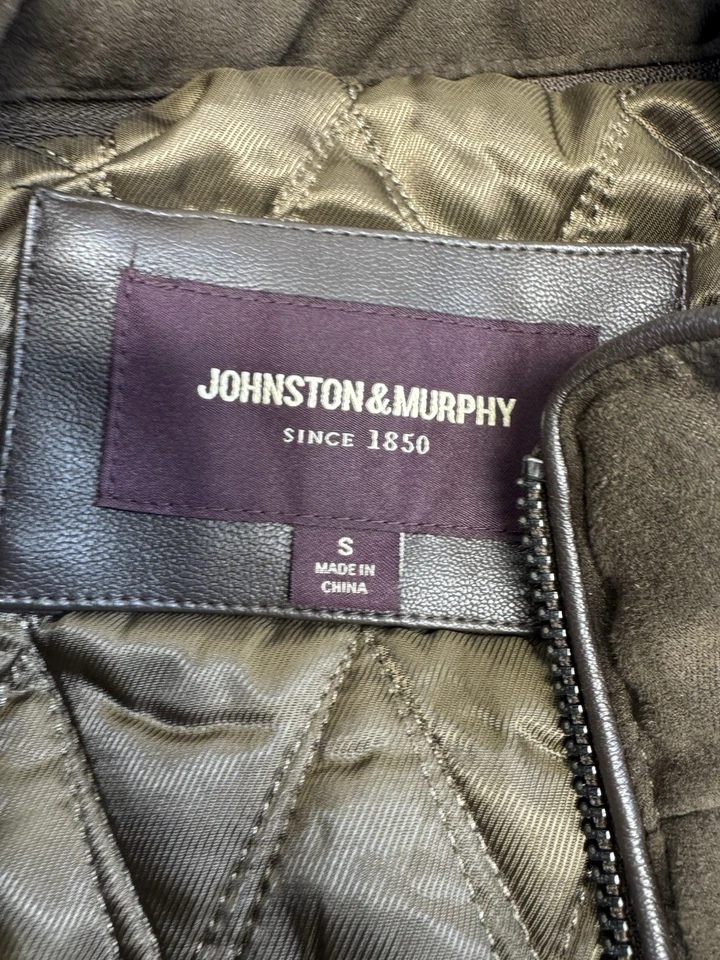 JOHNSTON&MURPHY
SINCE 1850
S
MADE IN
CHINA